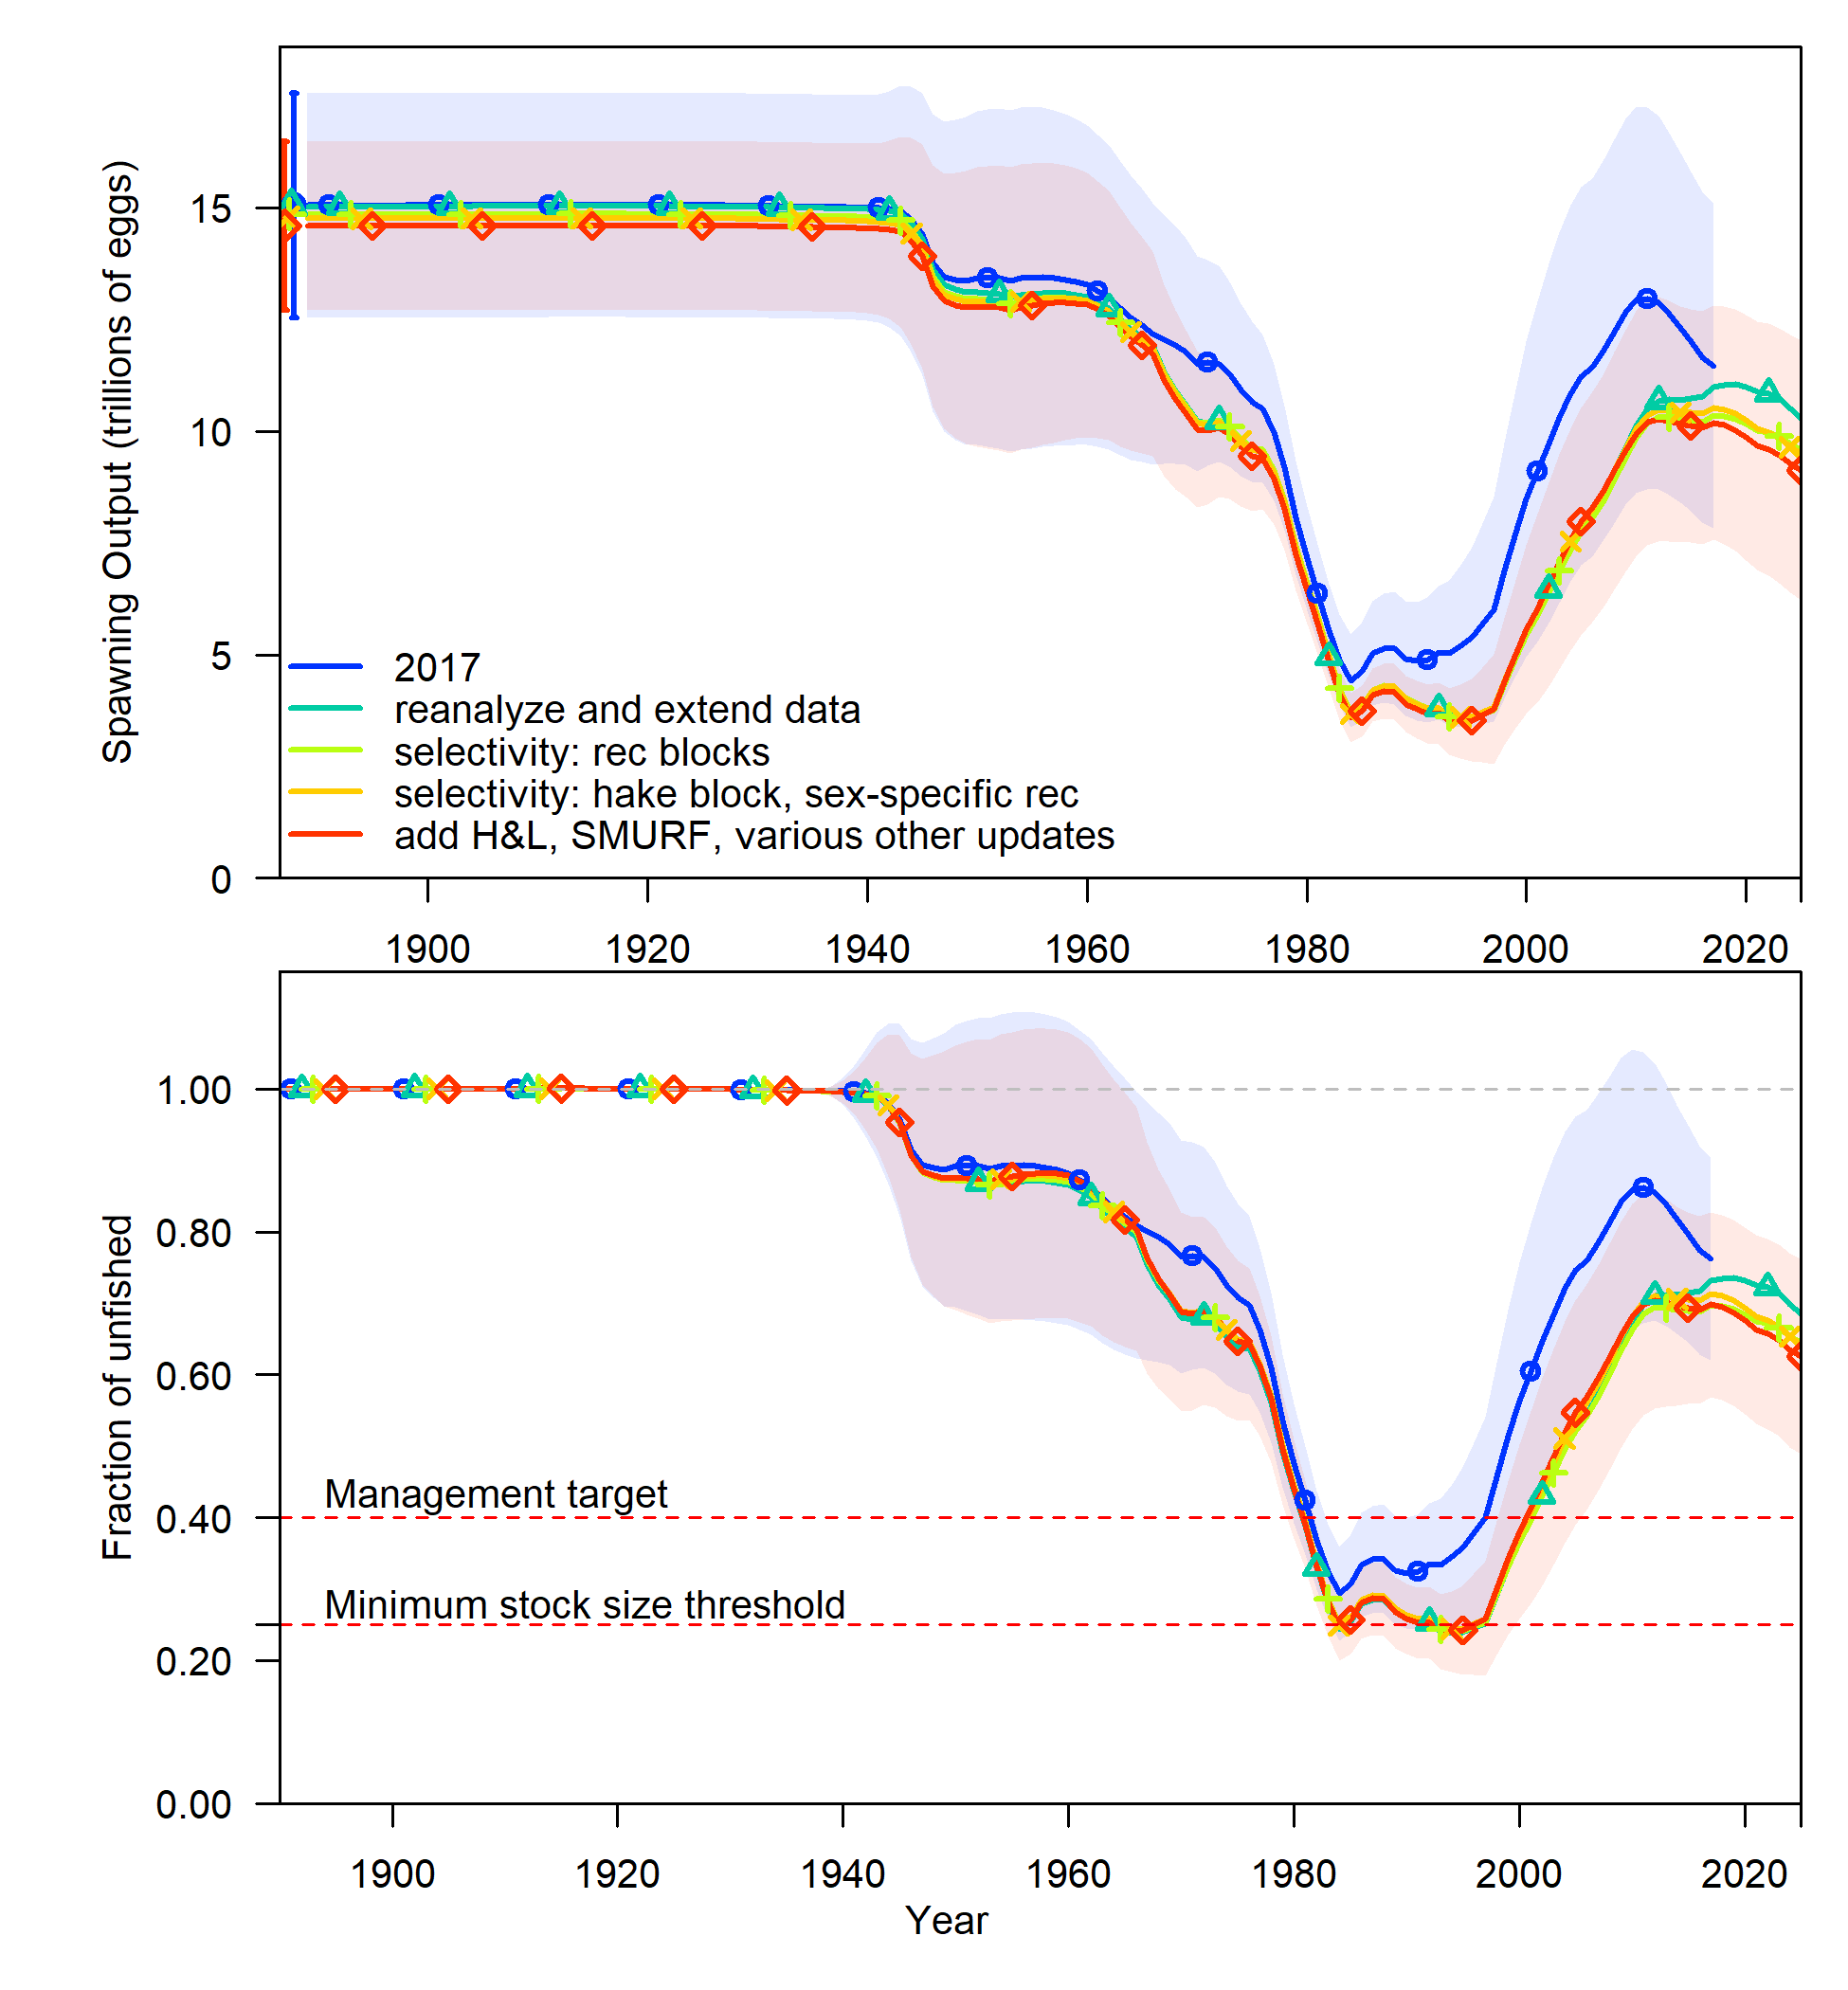 Spawning Output (trillions of eggs)
15
10
5
0
2017
reanalyze and extend data
selectivity: rec blocks
selectivity: hake block, sex-specific rec
add H&L, SMURF, various other updates
1900 1920 1940 1960 1980 2000 2020
Fraction of unfished
1.00
0.80
0.60
0.40
0.20
0.00
Management target
Minimum stock size threshold
1900 1920 1940 1960 1980 2000 2020
Year